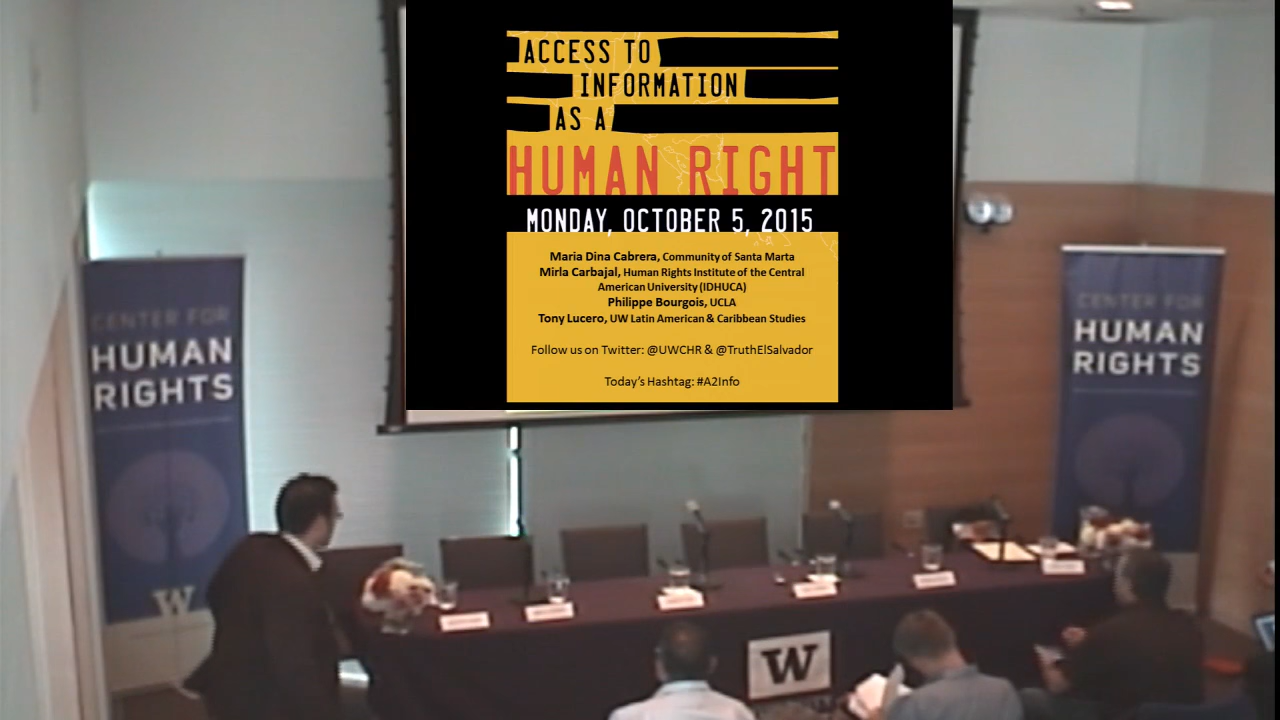 ACCESS TO
INFORMATION
AS A
HUMAN RIGHT
MONDAY, OCTOBER 5, 2015
Maria Dina Cabrera, Community of Santa Marta
Mirla Carbajal, Human Rights Institute of the Central
American University (IDHUCA)
Philippe Bourgois, UCLA
Tony Lucero, UW Latin American & Caribbean Studies
Follow us on Twitter: @UWCHR & @TruthElSalvador
Today's Hashtag: #A2Info
CENTER FOR
HUMAN
RIGHTS
W
CENTER FOR
HUMAN
RIGHTS
W